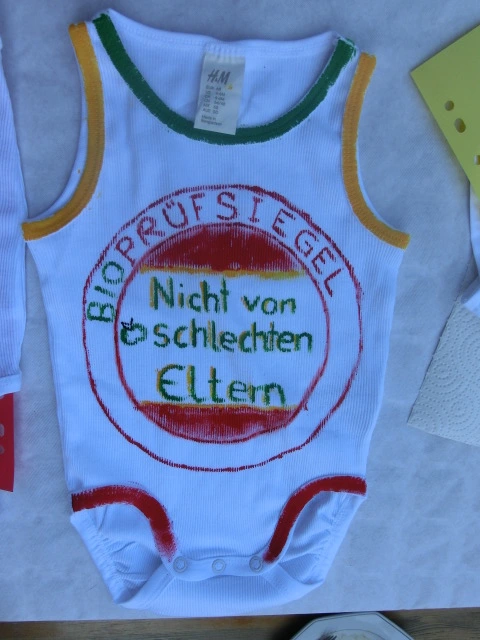 H&M
BIOPRÜFSIEGEL
Nicht von
schlechten
Eltern